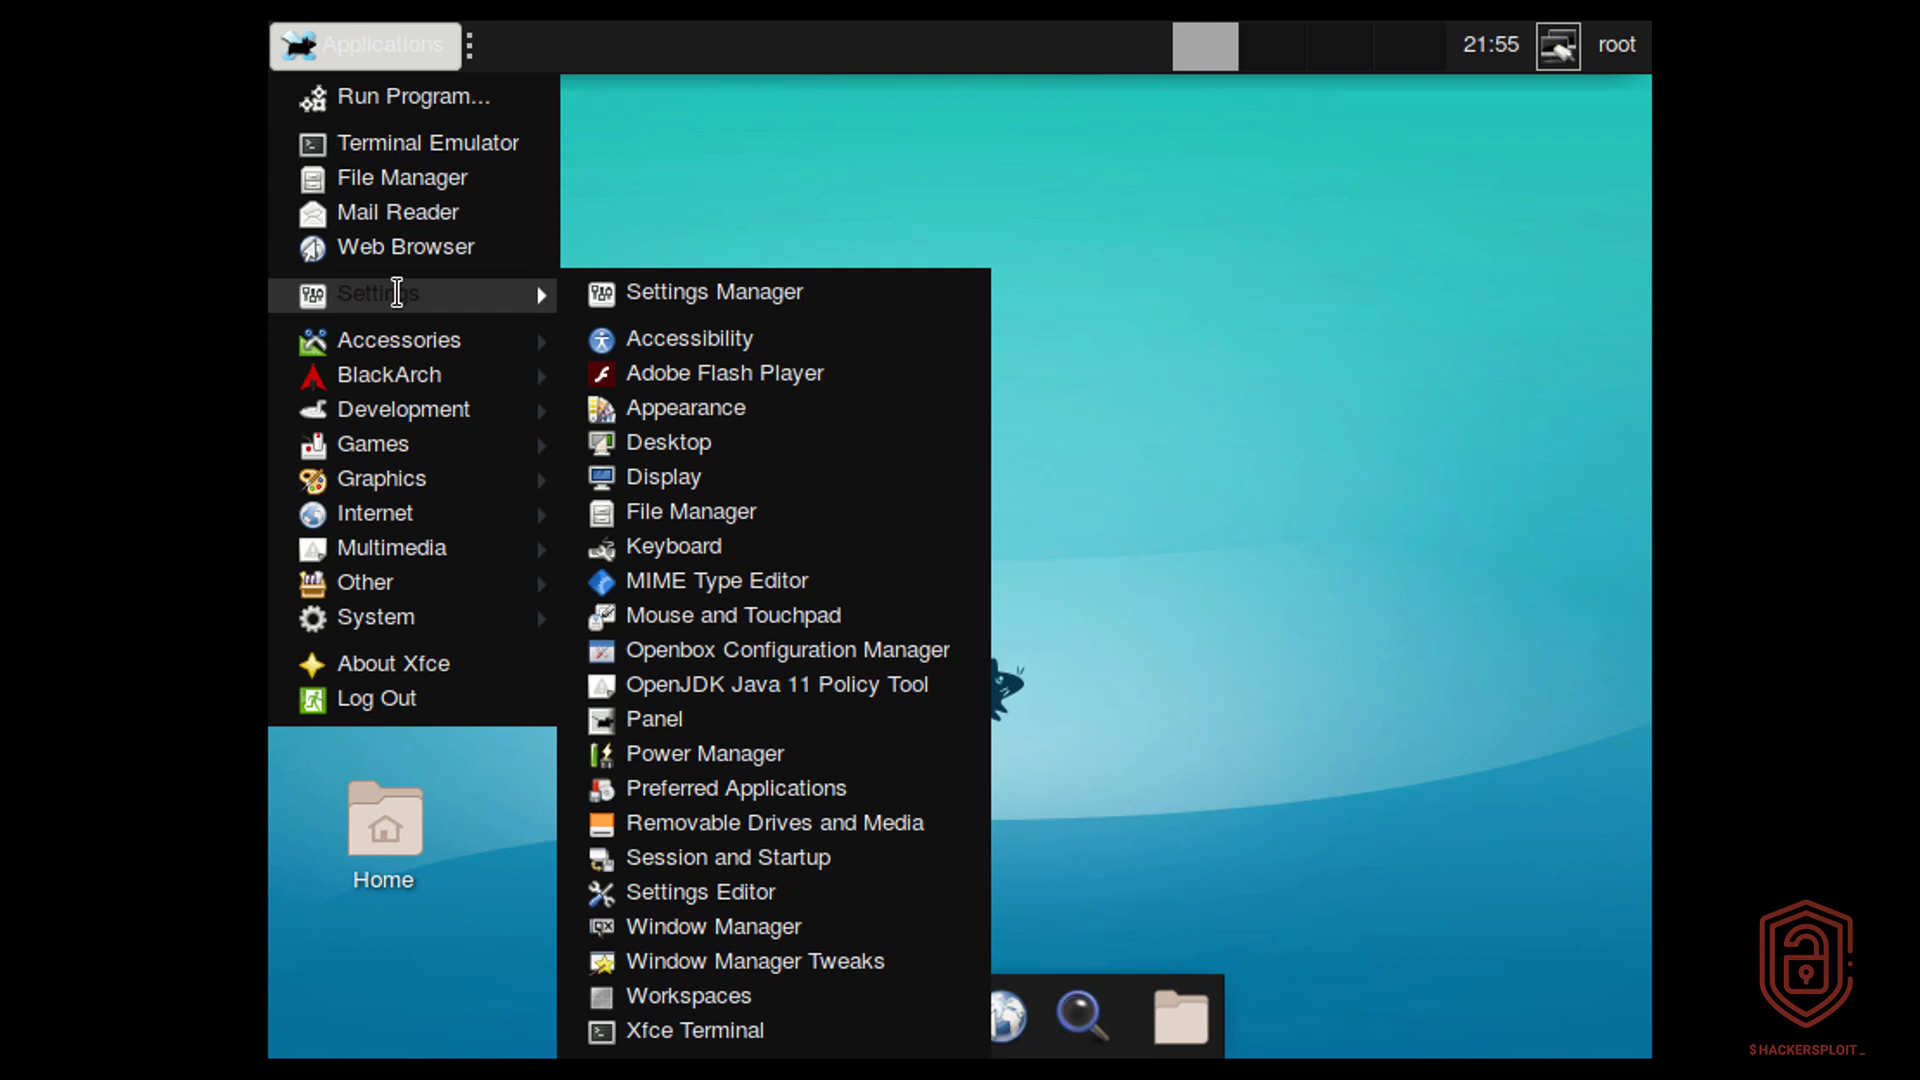 Applications
21:55
root
Run Program...
Terminal Emulator
File Manager
Mail Reader
Web Browser
Settings
Accessories
BlackArch
Development
Games
Graphics
Internet
Multimedia
Other
System
About Xfce
Log Out
Settings Manager
Accessibility
Adobe Flash Player
Appearance
Desktop
Display
File Manager
Keyboard
MIME Type Editor
Mouse and Touchpad
Openbox Configuration Manager
OpenJDK Java 11 Policy Tool
Panel
Power Manager
Preferred Applications
Removable Drives and Media
Session and Startup
Settings Editor
Window Manager
Window Manager Tweaks
Workspaces
Xfce Terminal
Home
$HACKERSPLOIT_